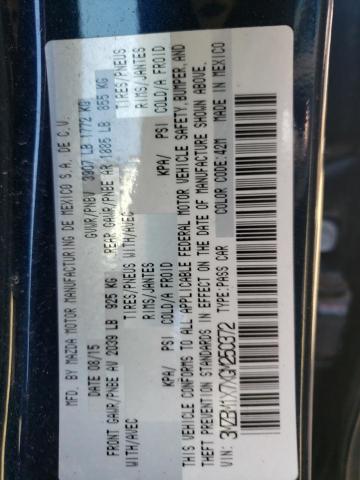 MFD. BY MAZDA MOTOR MANUFACTURING DE MEXICO S.A. DE C.V.
DATE 08/15 GVWR/PNBV 3907 LB 1772 KG
FRONT GAWR/PNBE AV 2039 LB 925 KG REAR GAWR/PNBE AR 1885 LB 855 KG
WITH/AVEC TIRES/PNEUS WITH/AVEC TIRES/PNEUS
RIMS/JANTES RIMS/JANTES
KPA/ PSI COLD/A FROID KPA/ PSI COLD/A FROID
THIS VEHICLE CONFORMS TO ALL APPLICABLE FEDERAL MOTOR VEHICLE SAFETY, BUMPER, AND
THEFT PREVENTION STANDARDS IN EFFECT ON THE DATE OF MANUFACTURE SHOWN ABOVE.
VIN: 3MZBM1X7XGM250372 COLOR CODE:42M MADE IN MEXICO
TYPE:PASS CAR